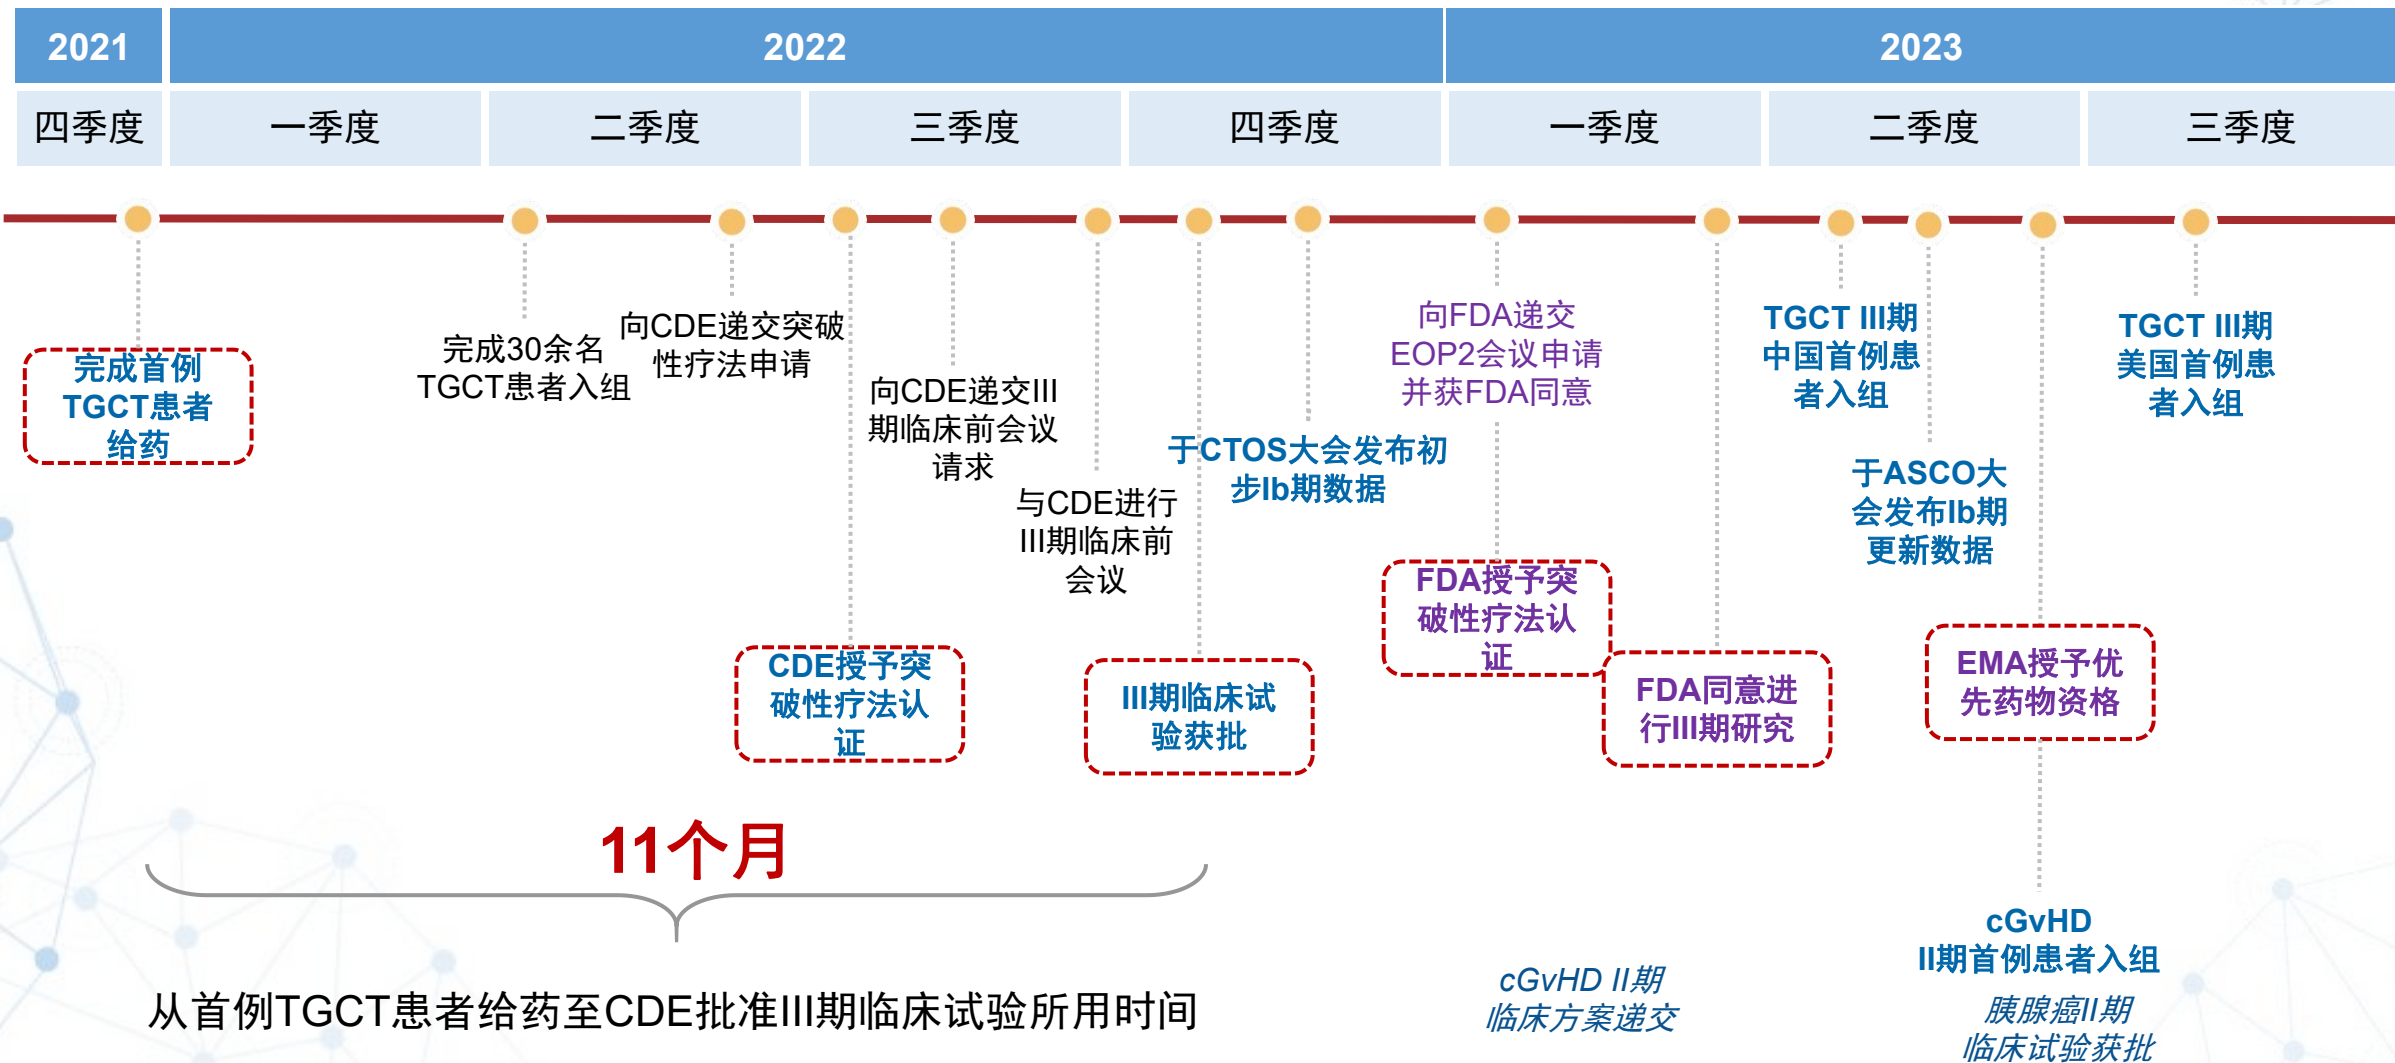 2021
2022
2023
四季度
一季度
二季度
三季度
四季度
一季度
二季度
三季度
完成首例
TGCT患者
给药
完成30余名
TGCT患者入组
向CDE递交突破
性疗法申请
CDE授予突
破性疗法认
证
向CDE递交III
期临床前会议
请求
与CDE进行
III期临床前
会议
III期临床试
验获批
于CTOS大会发布初
步Ib期数据
向FDA递交
EOP2会议申请
并获FDA同意
FDA授予突
破性疗法认
证
FDA同意进
行III期研究
TGCT III期
中国首例患
者入组
于ASCO大
会发布Ib期
更新数据
EMA授予优
先药物资格
TGCT III期
美国首例患
者入组
11个月
从首例TGCT患者给药至CDE批准III期临床试验所用时间
cGvHD II期
临床方案递交
cGvHD
II期首例患者入组
胰腺癌II期
临床试验获批